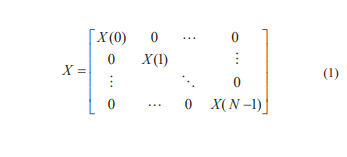 X(0) 0 ⋯ 0
0 X(1) ⋮
X = ⋮ ⋱ 0 (1)
0 ⋯ 0 X(N−1)